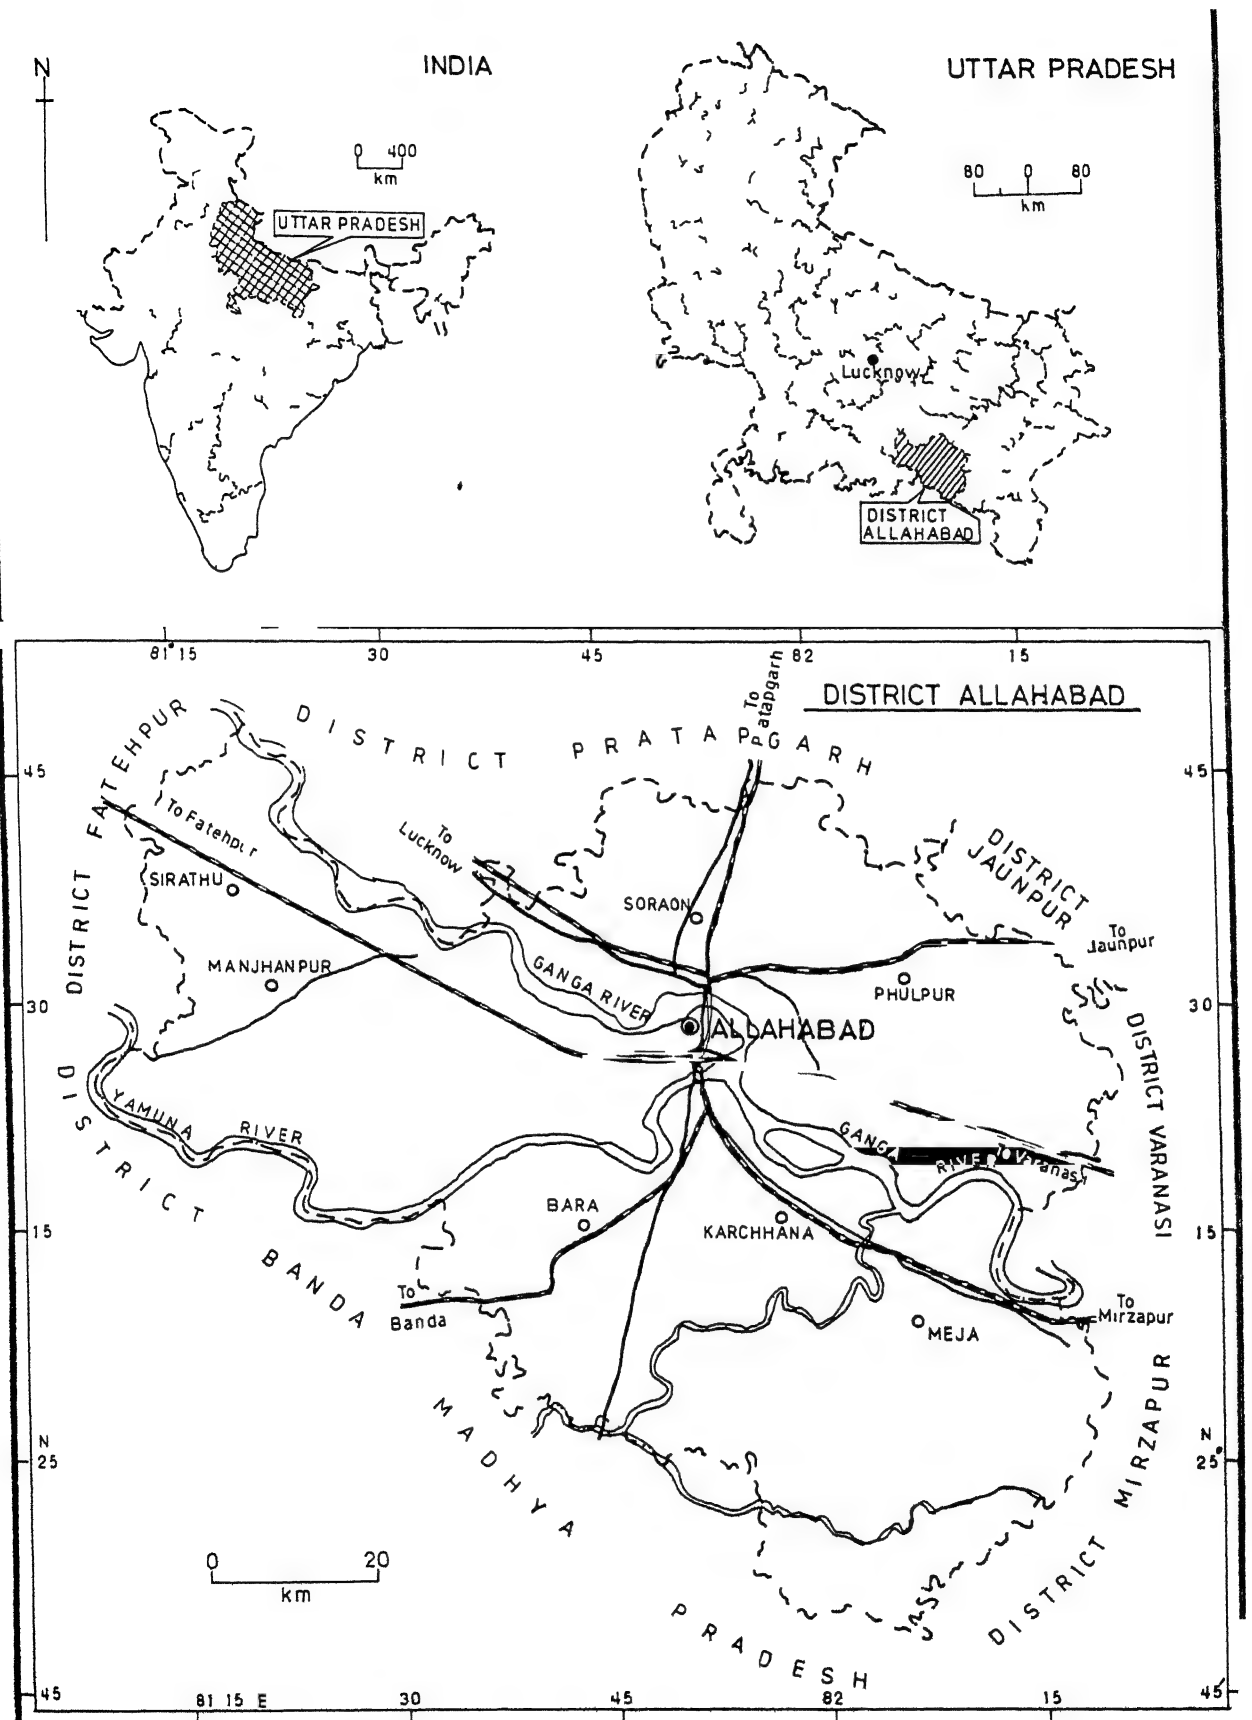 N
INDIA
UTTAR PRADESH
0 400
km
80 0 80
km
UTTAR PRADESH
Lucknow
DISTRICT
ALLAHABAD
81° 15 30 45 82 15
DISTRICT ALLAHABAD
To
Patapgarh
DISTRICT PRATAPGARH
DISTRICT FATEHPUR
45
45
To Fatehpur
To
Lucknow
DISTRICT
JAUNPUR
SIRATHU
SORAON
To
Jaunpur
MANJHANPUR
GANGA RIVER
PHULPUR
30
30
ALLAHABAD
DISTRICT VARANASI
YAMUNA RIVER
GANGA RIVER
To Varanasi
DISTRICT BANDA
BARA
KARCHHANA
15
15
To
Banda
To
Mirzapur
MEJA
DISTRICT MIRZAPUR
MADHYA PRADESH
N
25
N
25°
0 20
km
45
81 15 E 30 45 82 15
45